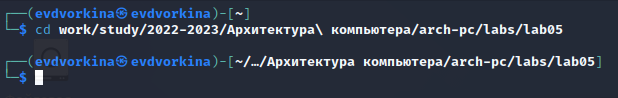 ┌──(evdvorkina㉿evdvorkina)-[~]
└─$ cd work/study/2022-2023/Архитектура\ компьютера/arch-pc/labs/lab05
┌──(evdvorkina㉿evdvorkina)-[~/…/Архитектура компьютера/arch-pc/labs/lab05]
└─$